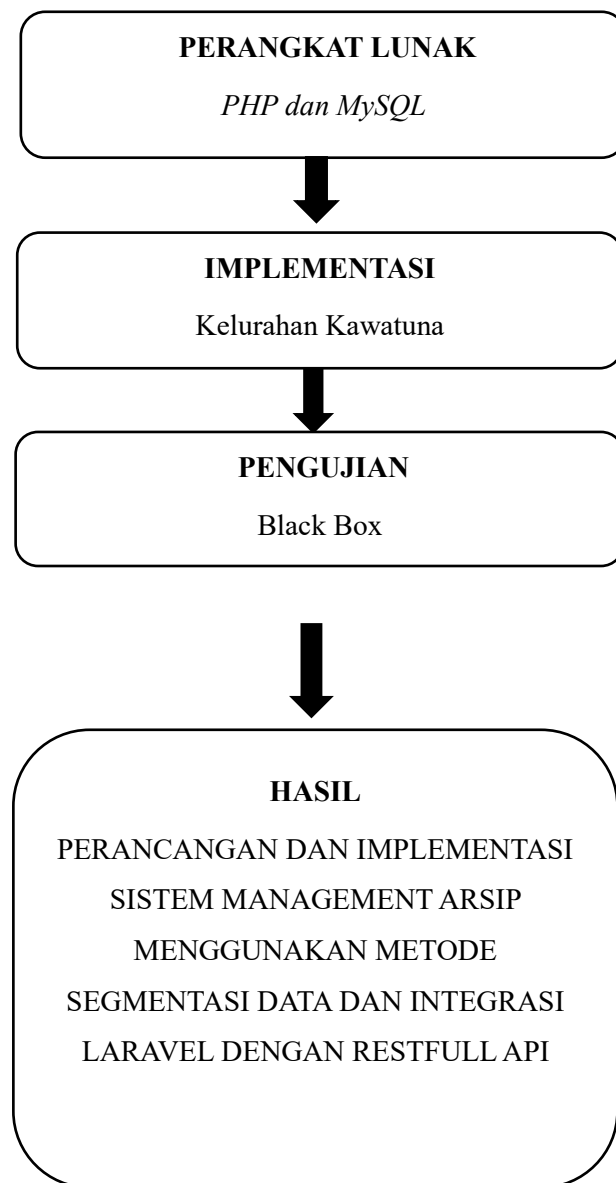 PERANGKAT LUNAK
PHP dan MySQL
IMPLEMENTASI
Kelurahan Kawatuna
PENGUJIAN
Black Box
HASIL
PERANCANGAN DAN IMPLEMENTASI
SISTEM MANAGEMENT ARSIP
MENGGUNAKAN METODE
SEGMENTASI DATA DAN INTEGRASI
LARAVEL DENGAN RESTFULL API